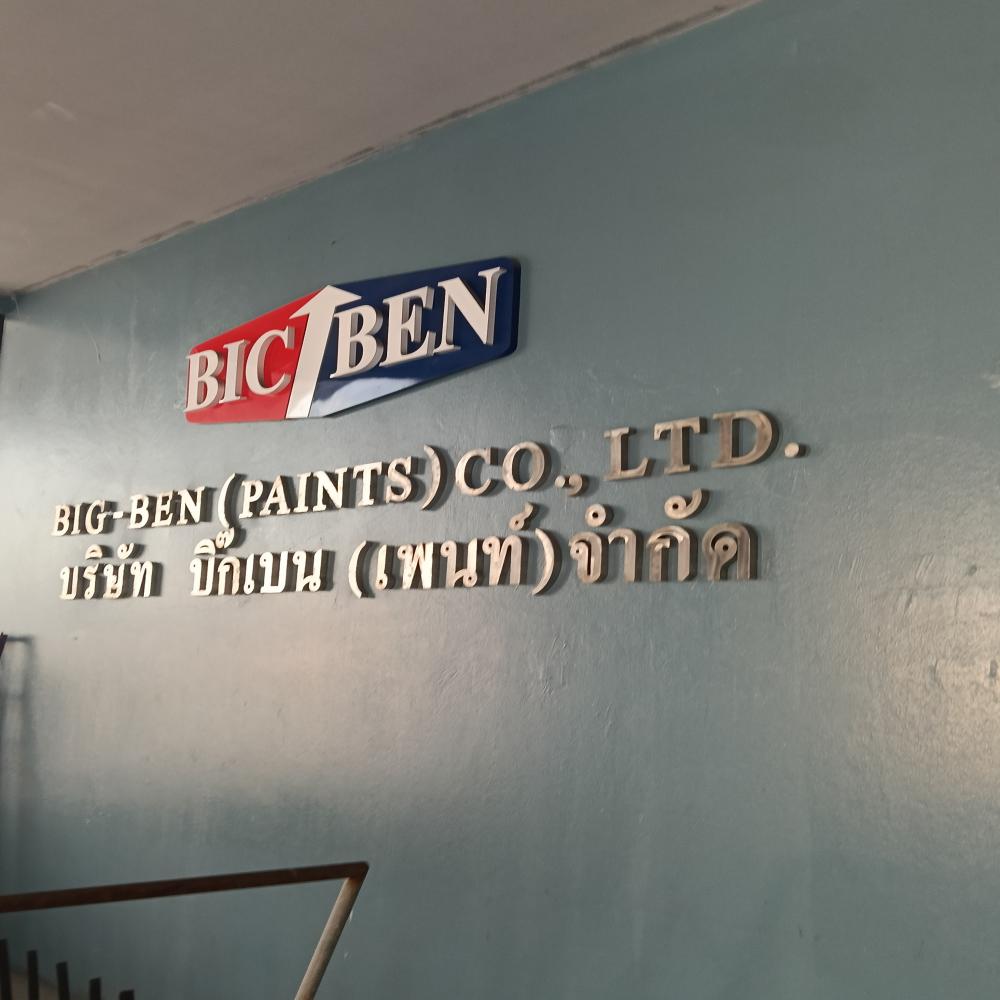 BIG BEN
BIG-BEN (PAINTS) CO., LTD.
บริษัท บิ๊กเบน (เพนท์) จำกัด